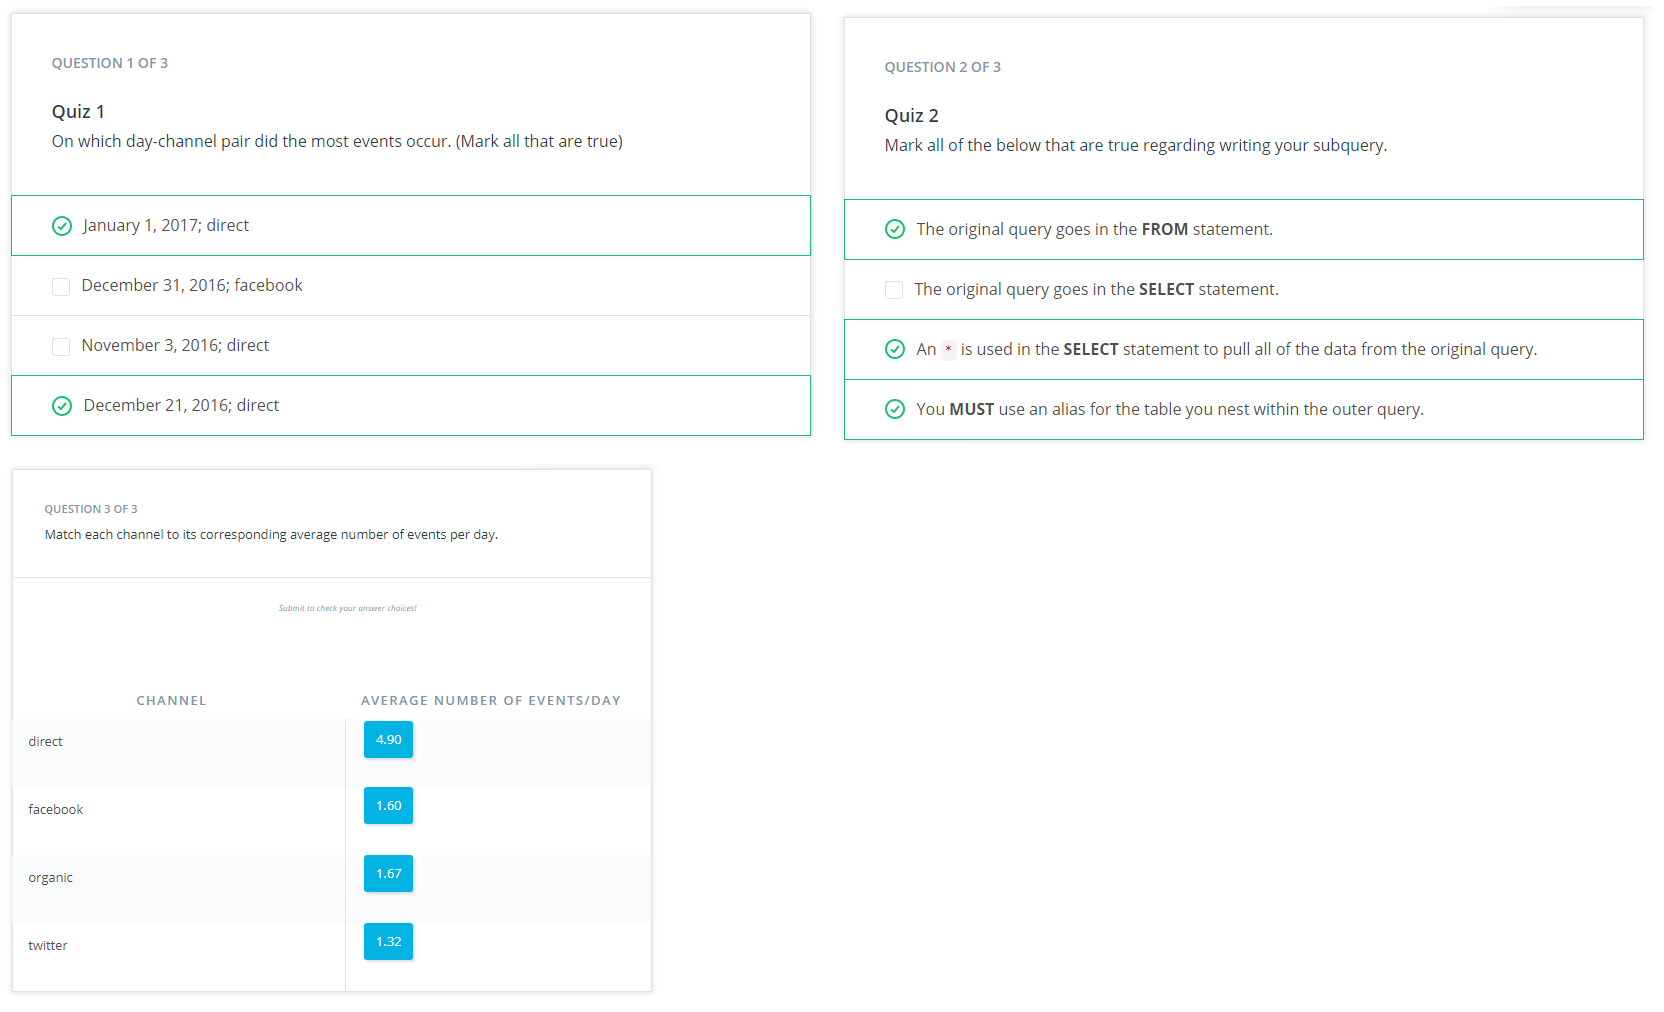 QUESTION 1 OF 3
Quiz 1
On which day-channel pair did the most events occur. (Mark all that are true)
January 1, 2017; direct
December 31, 2016; facebook
November 3, 2016; direct
December 21, 2016; direct
QUESTION 2 OF 3
Quiz 2
Mark all of the below that are true regarding writing your subquery.
The original query goes in the FROM statement.
The original query goes in the SELECT statement.
An * is used in the SELECT statement to pull all of the data from the original query.
You MUST use an alias for the table you nest within the outer query.
QUESTION 3 OF 3
Match each channel to its corresponding average number of events per day.
Submit to check your answer choices!
CHANNEL AVERAGE NUMBER OF EVENTS/DAY
direct 4.90
facebook 1.60
organic 1.67
twitter 1.32